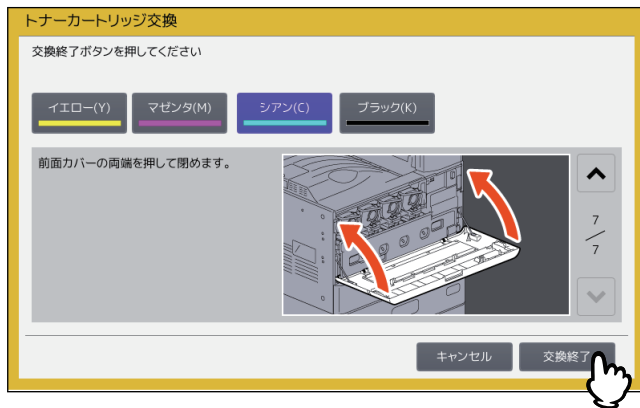 トナーカートリッジ交換
交換終了ボタンを押してください
イエロー(Y) マゼンタ(M) シアン(C) ブラック(K)
前面カバーの両端を押して閉めます。
7
7
キャンセル 交換終了